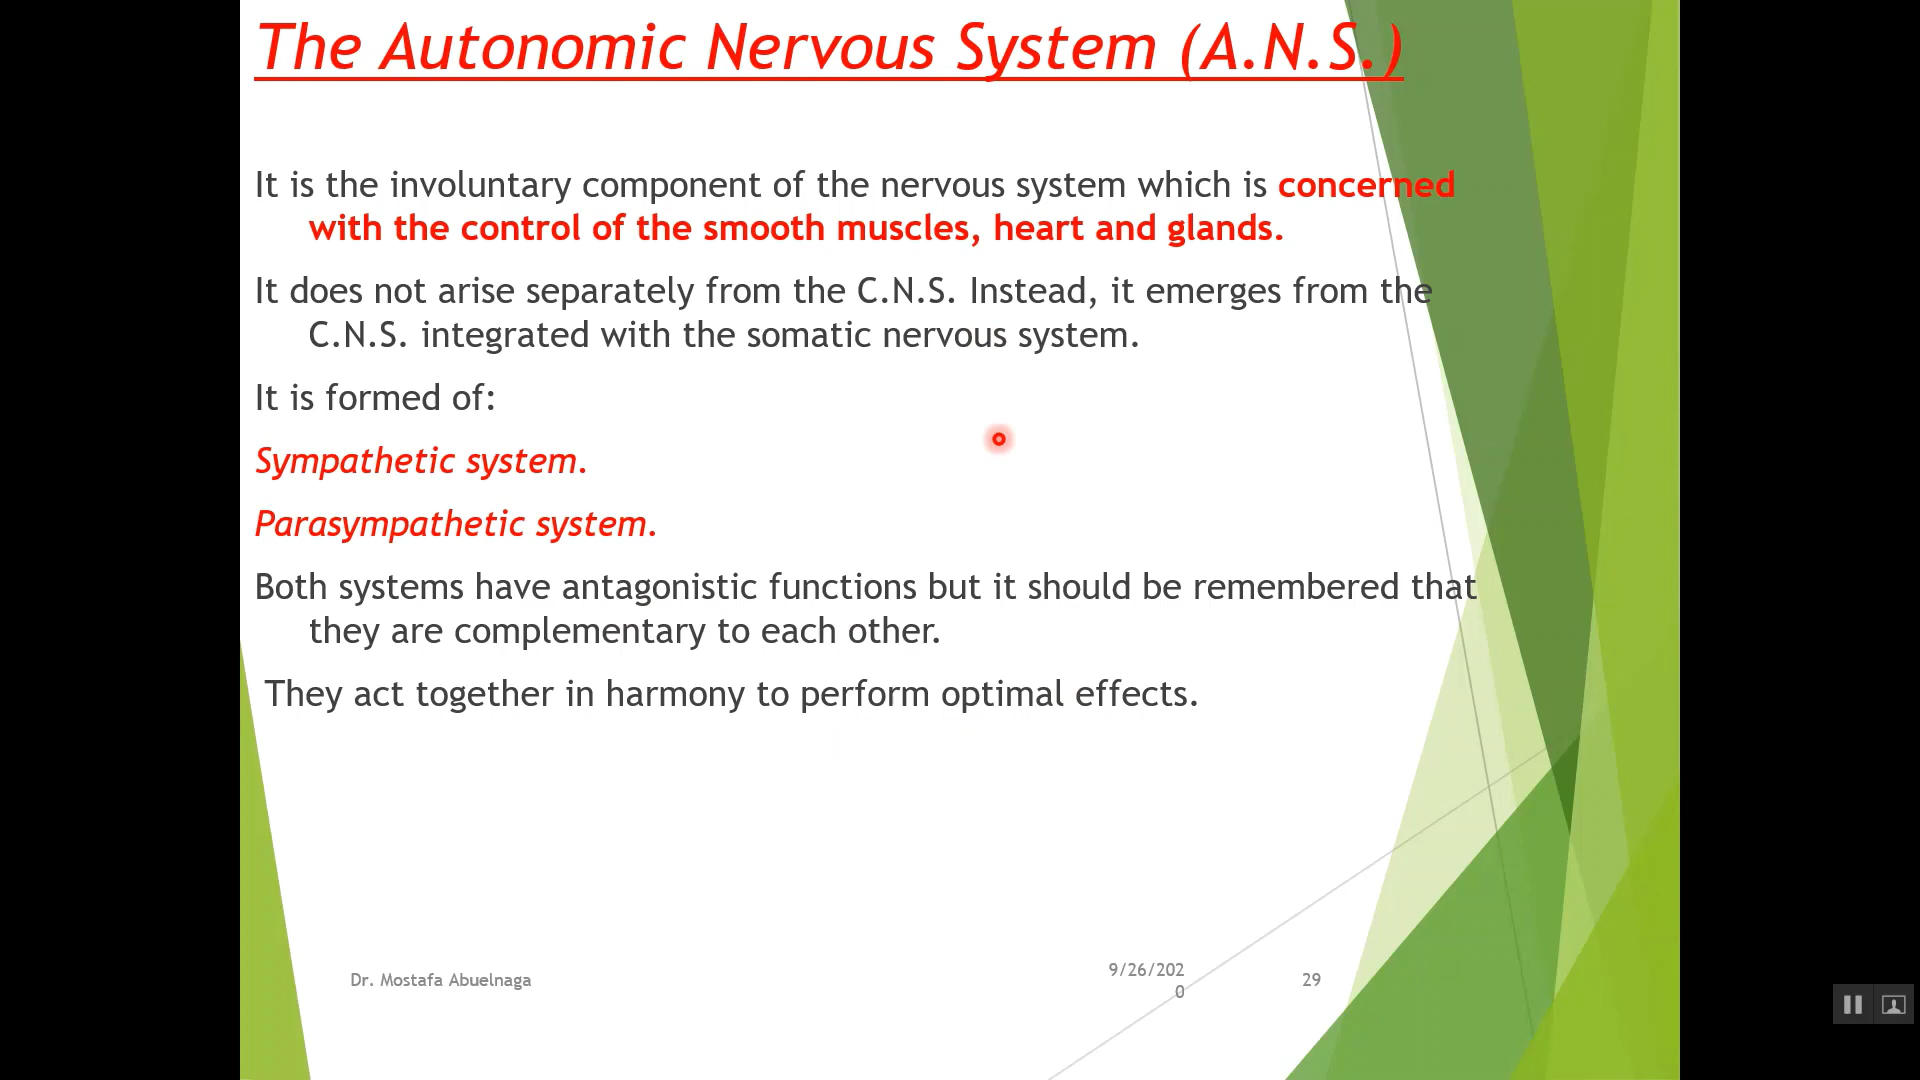 The Autonomic Nervous System (A.N.S.)
It is the involuntary component of the nervous system which is concerned
with the control of the smooth muscles, heart and glands.
It does not arise separately from the C.N.S. Instead, it emerges from the
C.N.S. integrated with the somatic nervous system.
It is formed of:
Sympathetic system.
Parasympathetic system.
Both systems have antagonistic functions but it should be remembered that
they are complementary to each other.
They act together in harmony to perform optimal effects.
Dr. Mostafa Abuelnaga
9/26/202
0
29